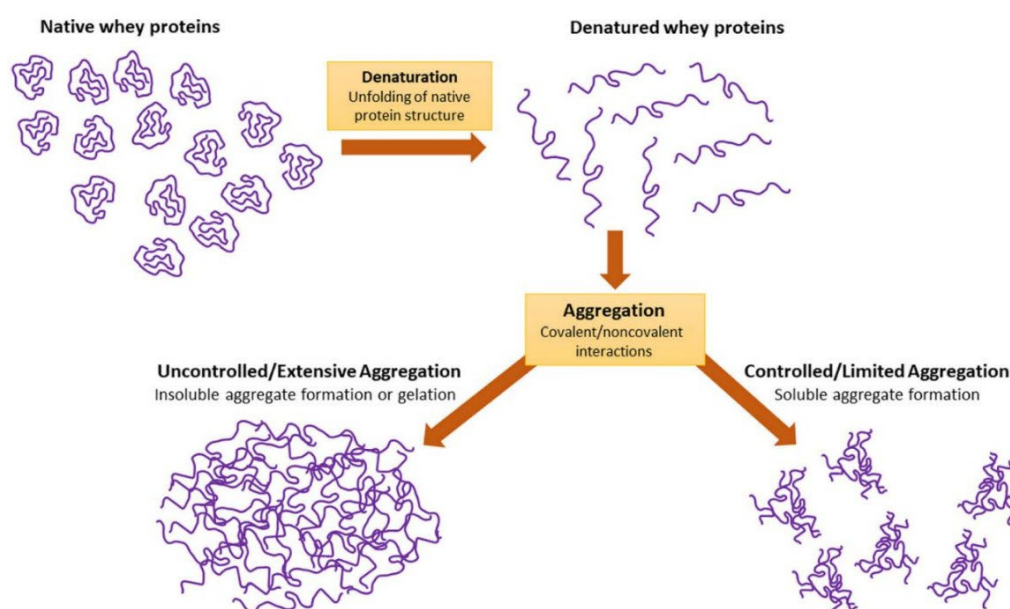 Native whey proteins
Denatured whey proteins
Denaturation
Unfolding of native
protein structure
Aggregation
Covalent/noncovalent
interactions
Uncontrolled/Extensive Aggregation
Insoluble aggregate formation or gelation
Controlled/Limited Aggregation
Soluble aggregate formation